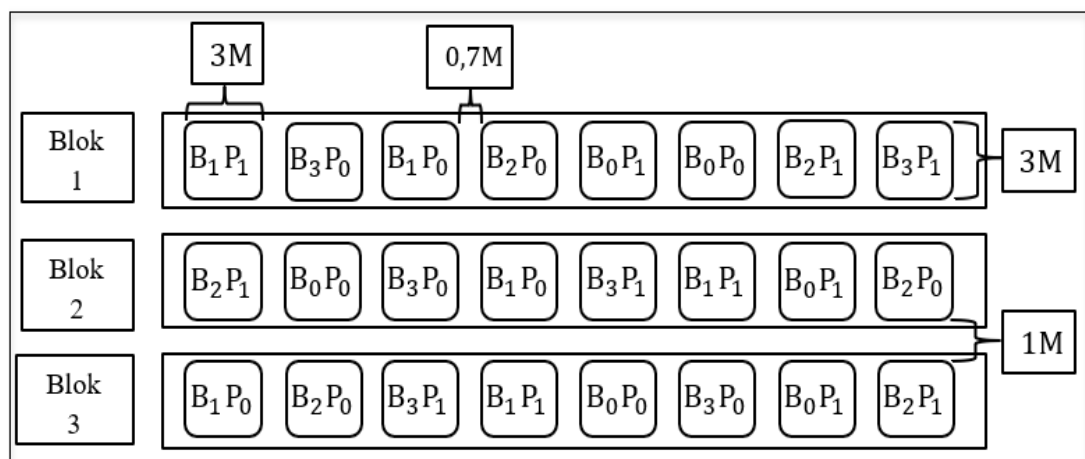 3M
0,7M
Blok
1
B₁P₁ B₃P₀ B₁P₀ B₂P₀ B₀P₁ B₀P₀ B₂P₁ B₃P₁
3M
Blok
2
B₂P₁ B₀P₀ B₃P₀ B₁P₀ B₃P₁ B₁P₁ B₀P₁ B₂P₀
1M
Blok
3
B₁P₀ B₂P₀ B₃P₁ B₁P₁ B₀P₀ B₃P₀ B₀P₁ B₂P₁